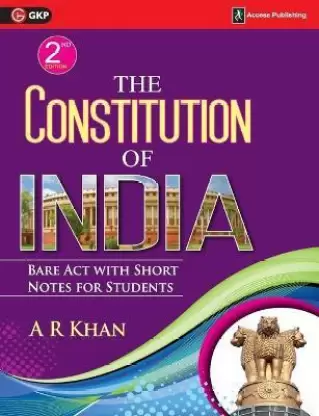 GKP
Access Publishing
2ND
EDITION
THE
CONSTITUTION
OF
INDIA
BARE ACT WITH SHORT
NOTES FOR STUDENTS
A R KHAN